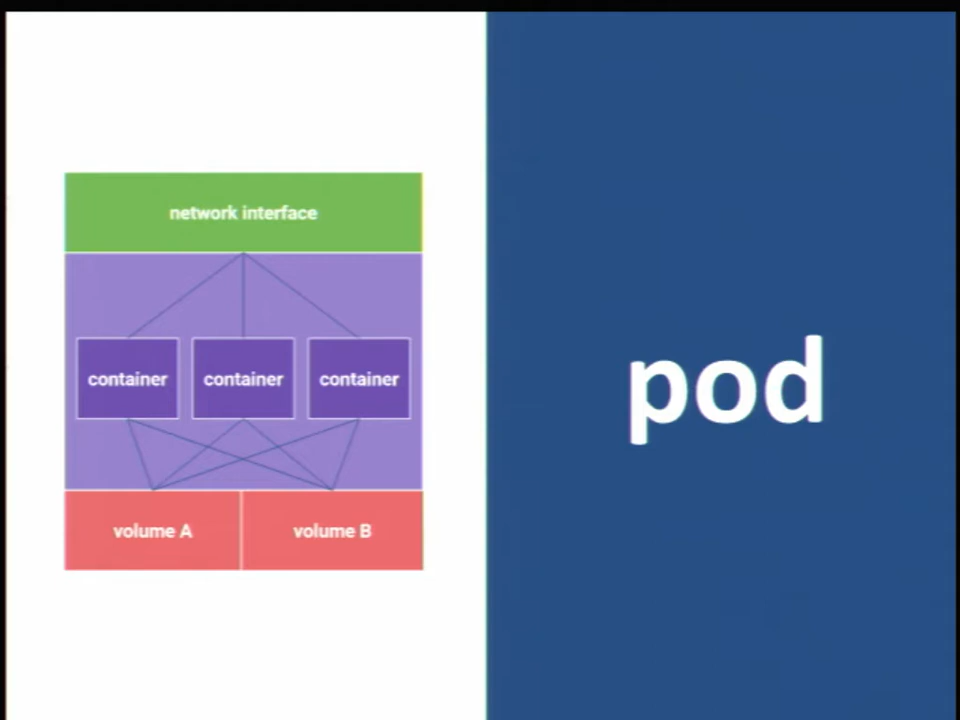 network interface
container container container
volume A volume B
pod